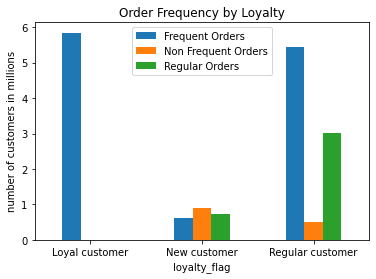 Order Frequency by Loyalty
Frequent Orders
Non Frequent Orders
Regular Orders
number of customers in millions
6
5
4
3
2
1
0
Loyal customer
New customer
Regular customer
loyalty_flag